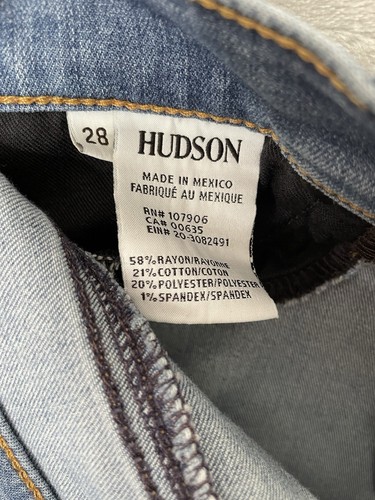 28
HUDSON
MADE IN MEXICO
FABRIQUÉ AU MEXIQUE
RN# 107906
CA# 00635
EIN# 20-3082491
58% RAYON/RAYONNE
21% COTTON/COTON
20% POLYESTER/POLYESTER
1% SPANDEX/SPANDEX